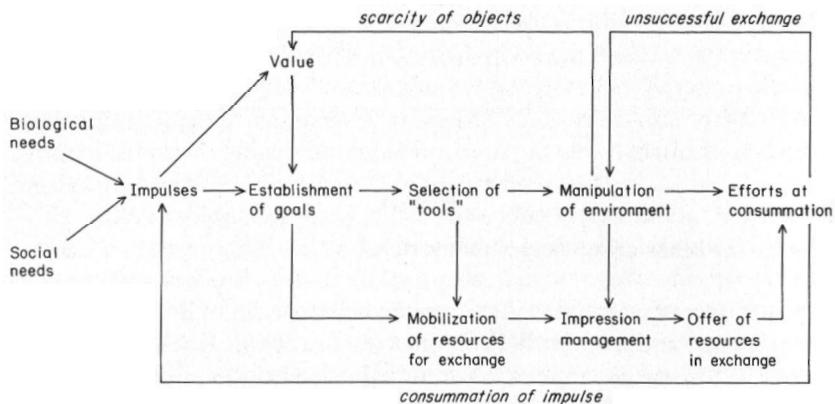 scarcity of objects
unsuccessful exchange
Value
Biological
needs
Impulses
Establishment
of goals
Selection of
"tools"
Manipulation
of environment
Efforts at
consummation
Social
needs
Mobilization
of resources
for exchange
Impression
management
Offer of
resources
in exchange
consummation of impulse